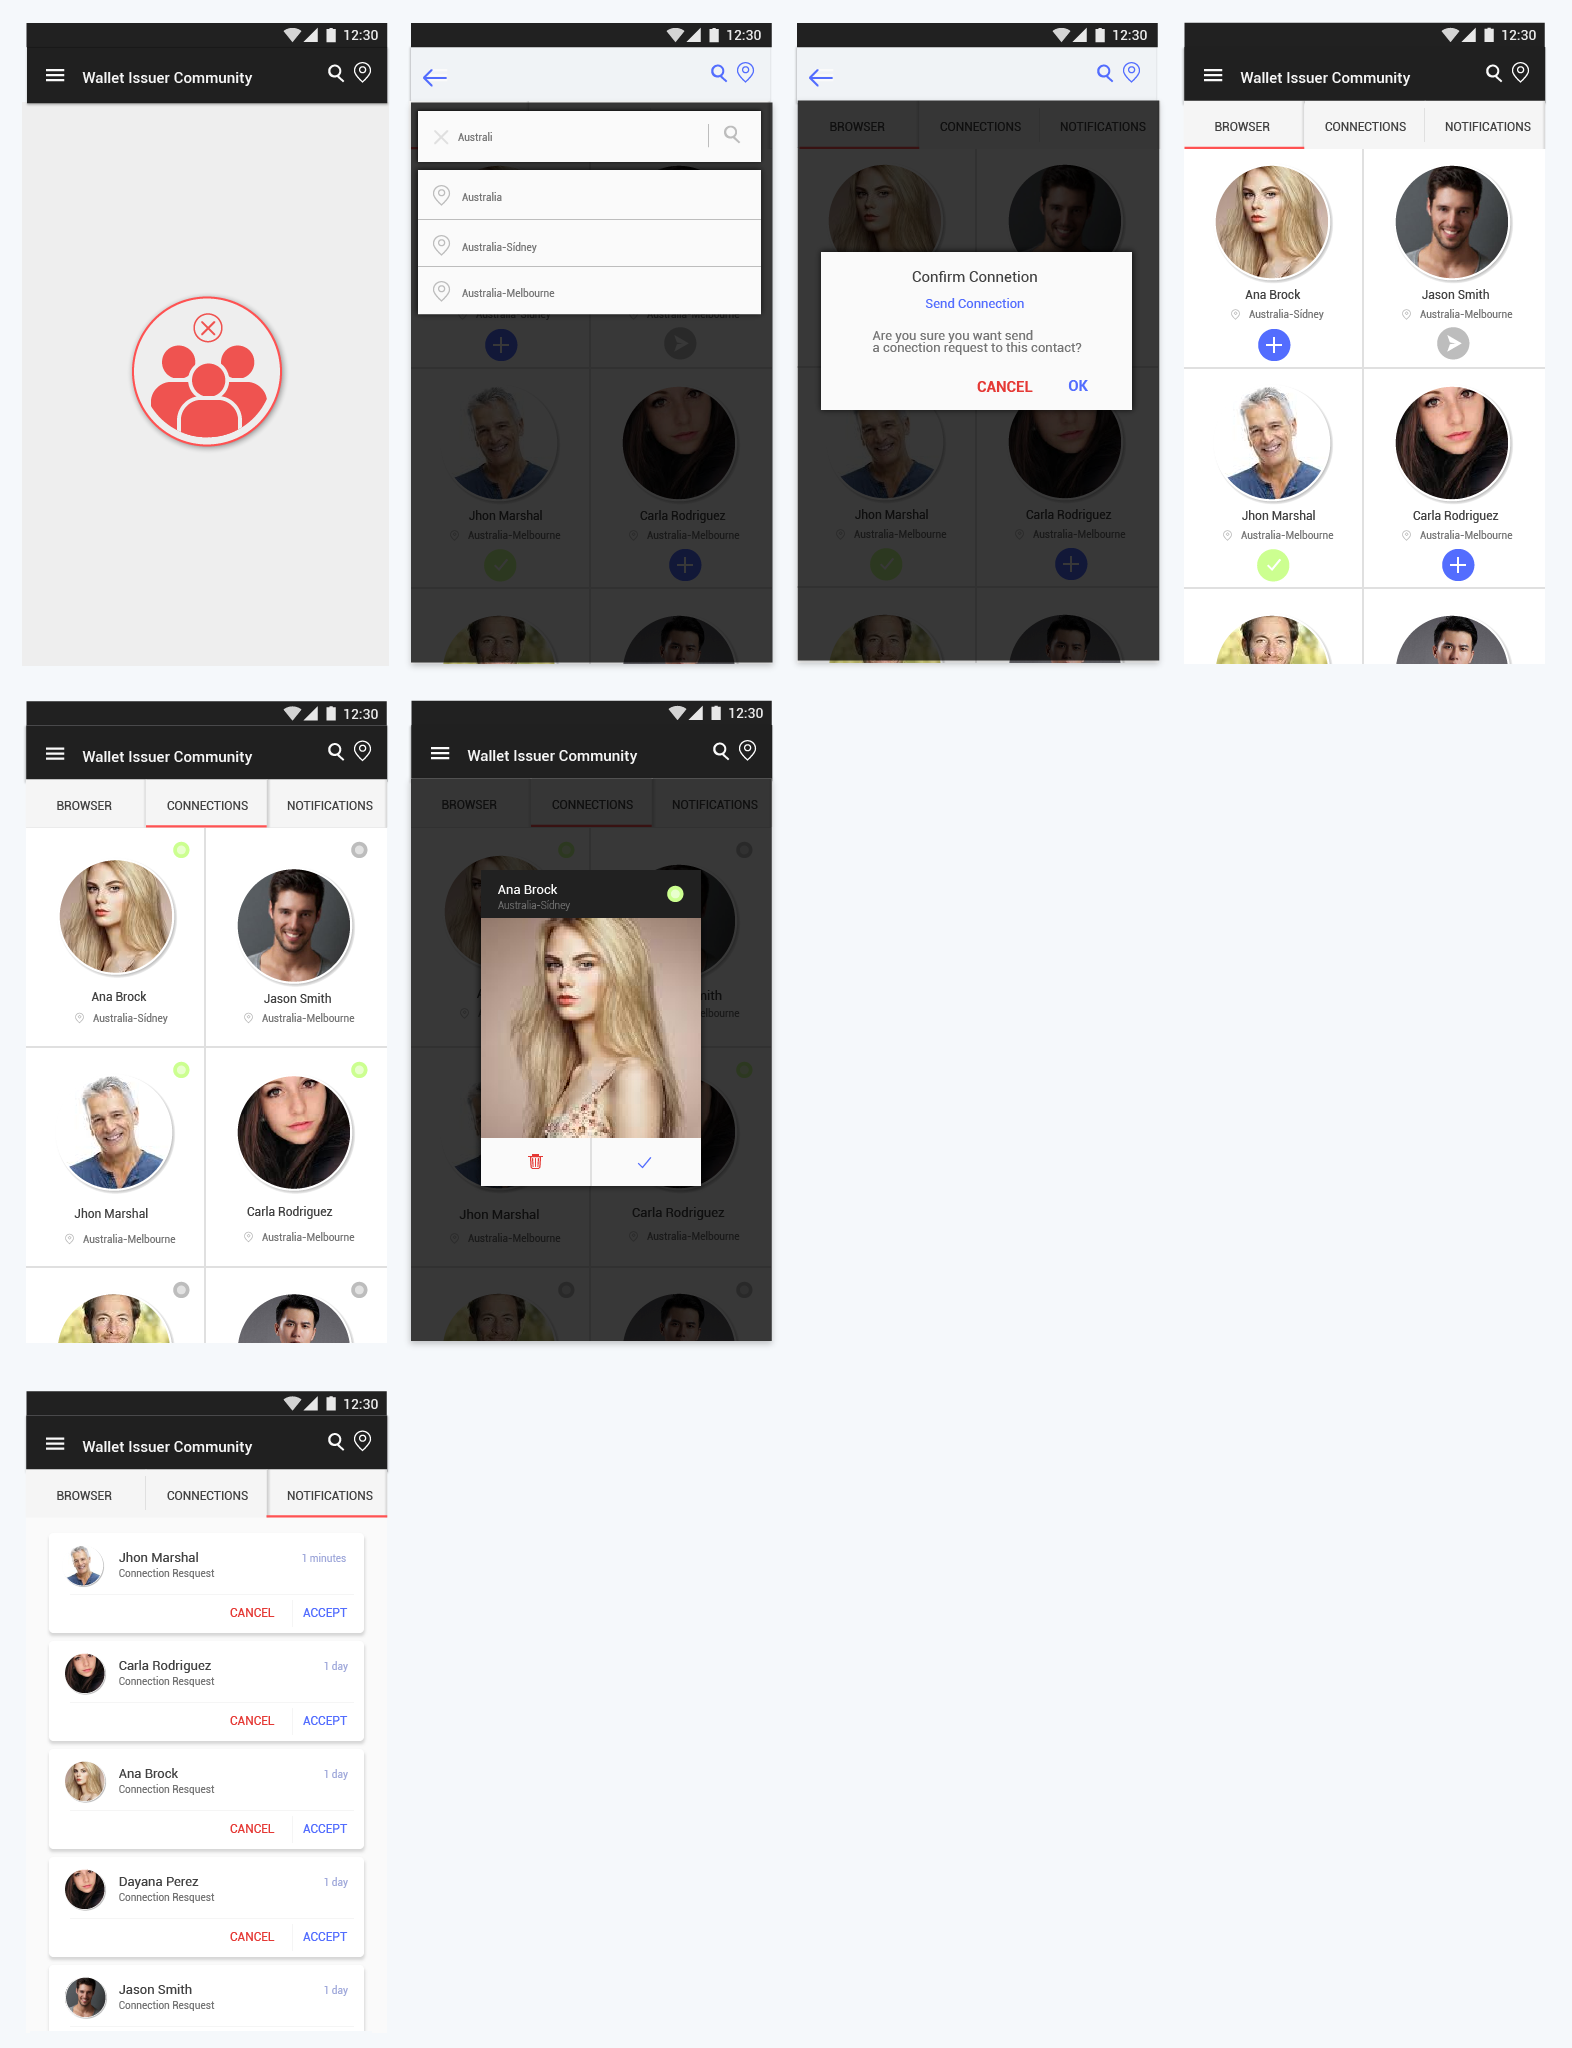 12:30
Wallet Issuer Community
12:30
Australi
Australia
Australia-Sídney
Australia-Melbourne
Australia-Sídney
Australia-Melbourne
Jhon Marshal
Carla Rodriguez
Australia-Melbourne
Australia-Melbourne
12:30
BROWSER
CONNECTIONS
NOTIFICATIONS
Confirm Connetion
Send Connection
Are you sure you want send
a conection request to this contact?
CANCEL
OK
Jhon Marshal
Carla Rodriguez
Australia-Melbourne
Australia-Melbourne
12:30
Wallet Issuer Community
BROWSER
CONNECTIONS
NOTIFICATIONS
Ana Brock
Jason Smith
Australia-Sídney
Australia-Melbourne
Jhon Marshal
Carla Rodriguez
Australia-Melbourne
Australia-Melbourne
12:30
Wallet Issuer Community
BROWSER
CONNECTIONS
NOTIFICATIONS
Ana Brock
Jason Smith
Australia-Sídney
Australia-Melbourne
Jhon Marshal
Carla Rodriguez
Australia-Melbourne
Australia-Melbourne
12:30
Wallet Issuer Community
BROWSER
CONNECTIONS
NOTIFICATIONS
Ana Brock
Australia-Sídney
Jhon Marshal
Carla Rodriguez
Australia-Melbourne
Australia-Melbourne
12:30
Wallet Issuer Community
BROWSER
CONNECTIONS
NOTIFICATIONS
Jhon Marshal
1 minutes
Connection Resquest
CANCEL
ACCEPT
Carla Rodriguez
1 day
Connection Resquest
CANCEL
ACCEPT
Ana Brock
1 day
Connection Resquest
CANCEL
ACCEPT
Dayana Perez
1 day
Connection Resquest
CANCEL
ACCEPT
Jason Smith
1 day
Connection Resquest